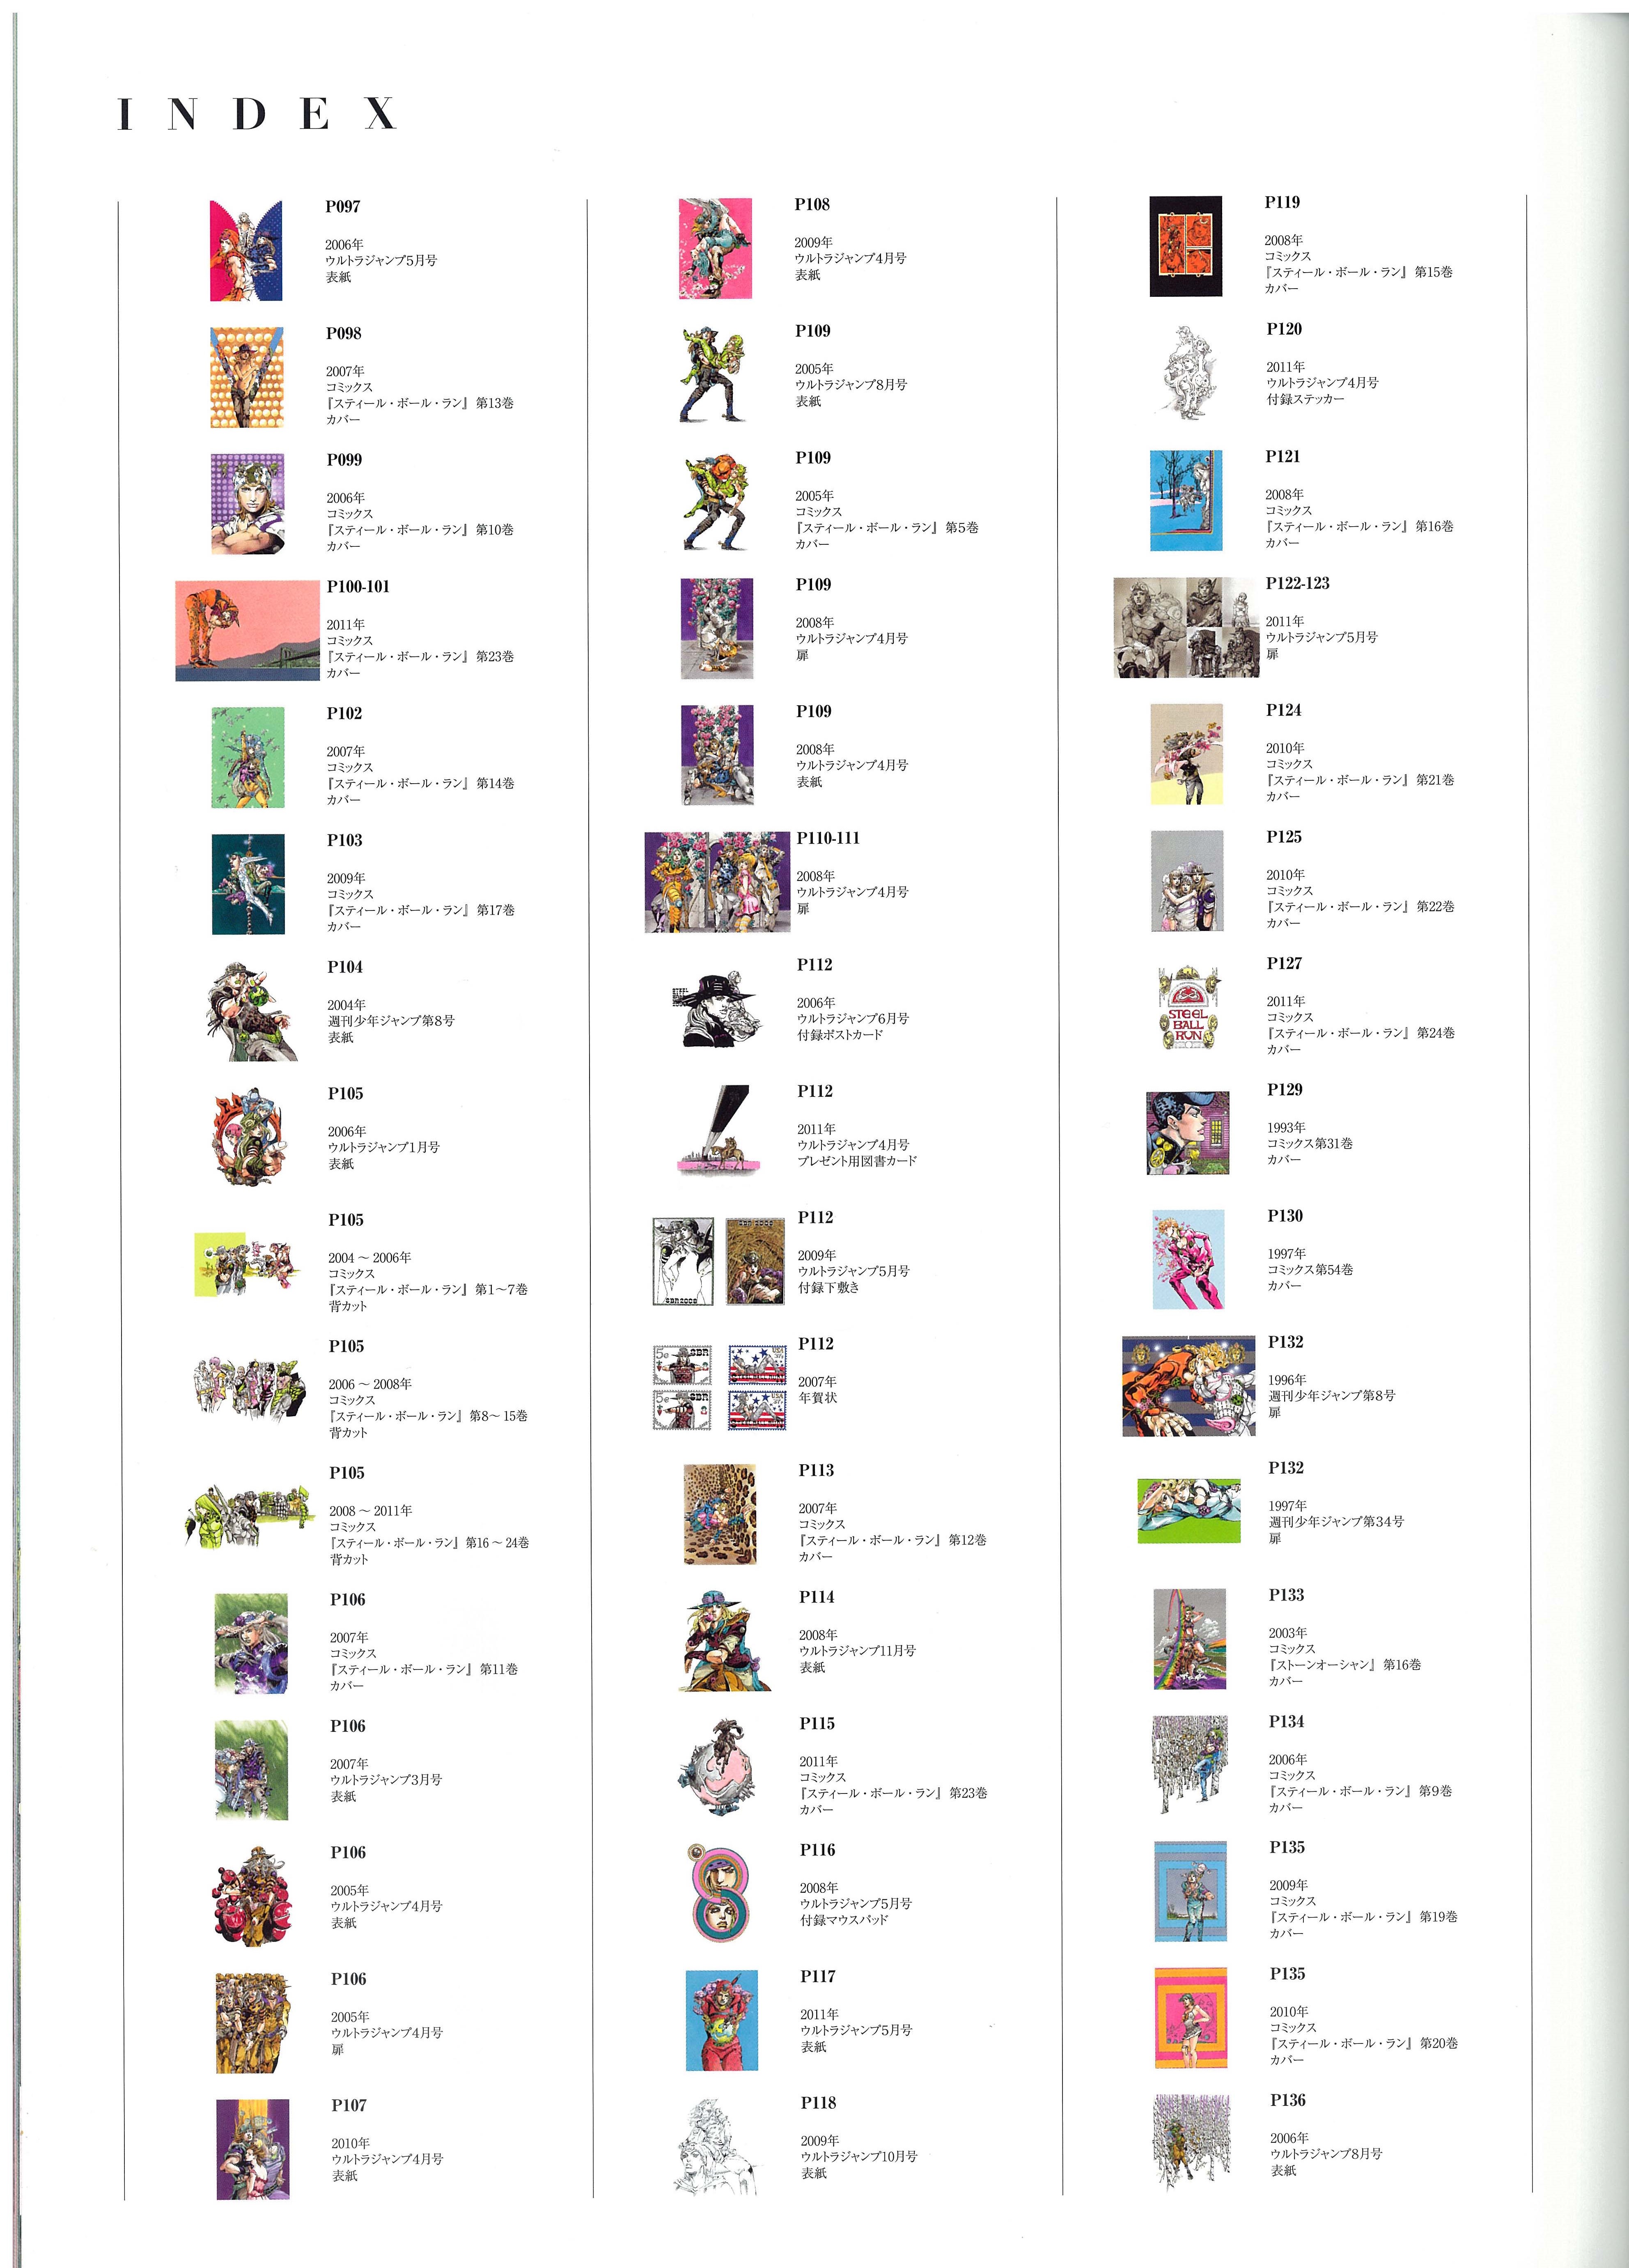 INDEX
P097
2006年
ウルトラジャンプ5月号
表紙
P098
2007年
コミックス
『スティール・ボール・ラン』 第13巻
カバー
P099
2006年
コミックス
『スティール・ボール・ラン』 第10巻
カバー
P100-101
2011年
コミックス
『スティール・ボール・ラン』 第23巻
カバー
P102
2007年
コミックス
『スティール・ボール・ラン』 第14巻
カバー
P103
2009年
コミックス
『スティール・ボール・ラン』 第17巻
カバー
P104
2004年
週刊少年ジャンプ第8号
表紙
P105
2006年
ウルトラジャンプ1月号
表紙
P105
2004～2006年
コミックス
『スティール・ボール・ラン』 第1～7巻
背カット
P105
2006～2008年
コミックス
『スティール・ボール・ラン』 第8～15巻
背カット
P105
2008～2011年
コミックス
『スティール・ボール・ラン』 第16～24巻
背カット
P106
2007年
コミックス
『スティール・ボール・ラン』 第11巻
カバー
P106
2007年
ウルトラジャンプ3月号
表紙
P106
2005年
ウルトラジャンプ4月号
表紙
P106
2005年
ウルトラジャンプ4月号
扉
P107
2010年
ウルトラジャンプ4月号
表紙
P108
2009年
ウルトラジャンプ4月号
表紙
P109
2005年
ウルトラジャンプ8月号
表紙
P109
2005年
コミックス
『スティール・ボール・ラン』 第5巻
カバー
P109
2008年
ウルトラジャンプ4月号
扉
P109
2008年
ウルトラジャンプ4月号
表紙
P110-111
2008年
ウルトラジャンプ4月号
扉
P112
2006年
ウルトラジャンプ6月号
付録ポストカード
P112
2011年
ウルトラジャンプ4月号
プレゼント用図書カード
P112
2009年
ウルトラジャンプ5月号
付録下敷き
P112
2007年
年賀状
5¢ SBR
USA
5¢ SBR
USA
P113
2007年
コミックス
『スティール・ボール・ラン』 第12巻
カバー
P114
2008年
ウルトラジャンプ11月号
表紙
P115
2011年
コミックス
『スティール・ボール・ラン』 第23巻
カバー
P116
2008年
ウルトラジャンプ5月号
付録マウスパッド
P117
2011年
ウルトラジャンプ5月号
表紙
P118
2009年
ウルトラジャンプ10月号
表紙
P119
2008年
コミックス
『スティール・ボール・ラン』 第15巻
カバー
P120
2011年
ウルトラジャンプ4月号
付録ステッカー
P121
2008年
コミックス
『スティール・ボール・ラン』 第16巻
カバー
P122-123
2011年
ウルトラジャンプ5月号
扉
P124
2010年
コミックス
『スティール・ボール・ラン』 第21巻
カバー
P125
2010年
コミックス
『スティール・ボール・ラン』 第22巻
カバー
STEEL
BALL
RUN
P127
2011年
コミックス
『スティール・ボール・ラン』 第24巻
カバー
P129
1993年
コミックス第31巻
カバー
P130
1997年
コミックス第54巻
カバー
P132
1996年
週刊少年ジャンプ第8号
扉
P132
1997年
週刊少年ジャンプ第34号
扉
P133
2003年
コミックス
『ストーンオーシャン』 第16巻
カバー
P134
2006年
コミックス
『スティール・ボール・ラン』 第9巻
カバー
P135
2009年
コミックス
『スティール・ボール・ラン』 第19巻
カバー
P135
2010年
コミックス
『スティール・ボール・ラン』 第20巻
カバー
P136
2006年
ウルトラジャンプ8月号
表紙